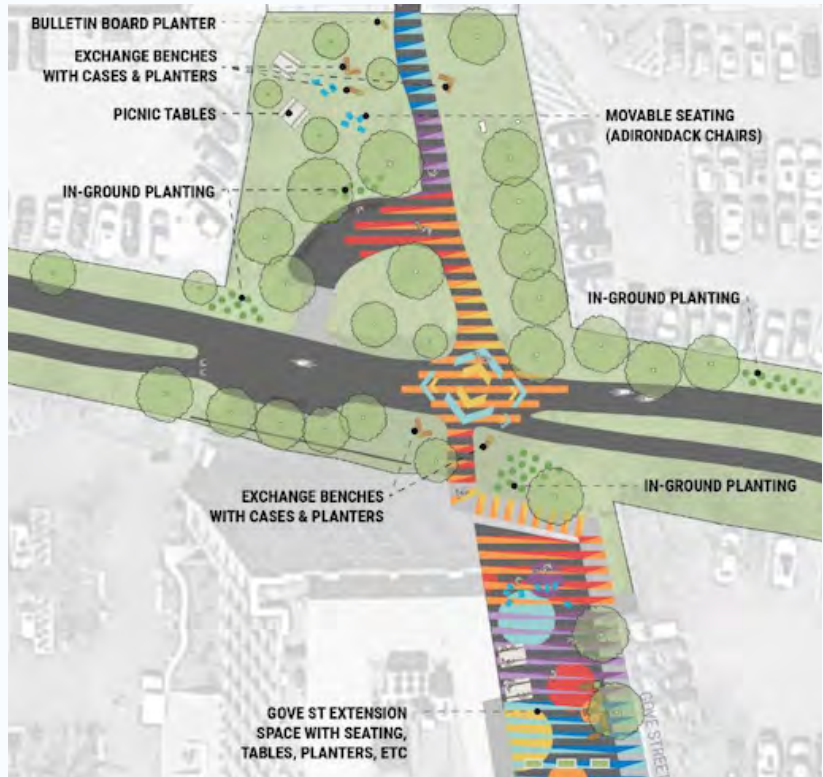 BULLETIN BOARD PLANTER
EXCHANGE BENCHES
WITH CASES & PLANTERS
PICNIC TABLES
MOVABLE SEATING
(ADIRONDACK CHAIRS)
IN-GROUND PLANTING
IN-GROUND PLANTING
IN-GROUND PLANTING
EXCHANGE BENCHES
WITH CASES & PLANTERS
GOVE ST EXTENSION
SPACE WITH SEATING,
TABLES, PLANTERS, ETC
GOVE STREET